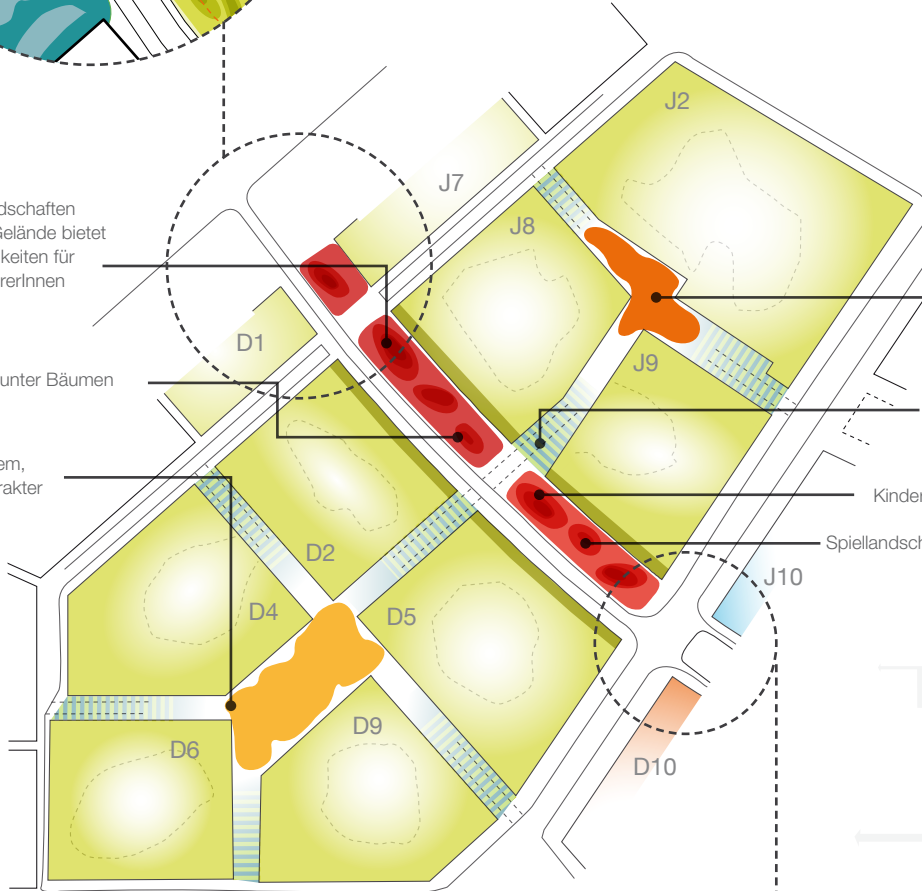 J2
J7
J8
dschaften
Gelände bietet
keiten für
rerInnen
D1
J9
unter Bäumen
em,
rakter
Kinder
Spiellandsch
D2
J10
D4
D5
D9
D6
D10